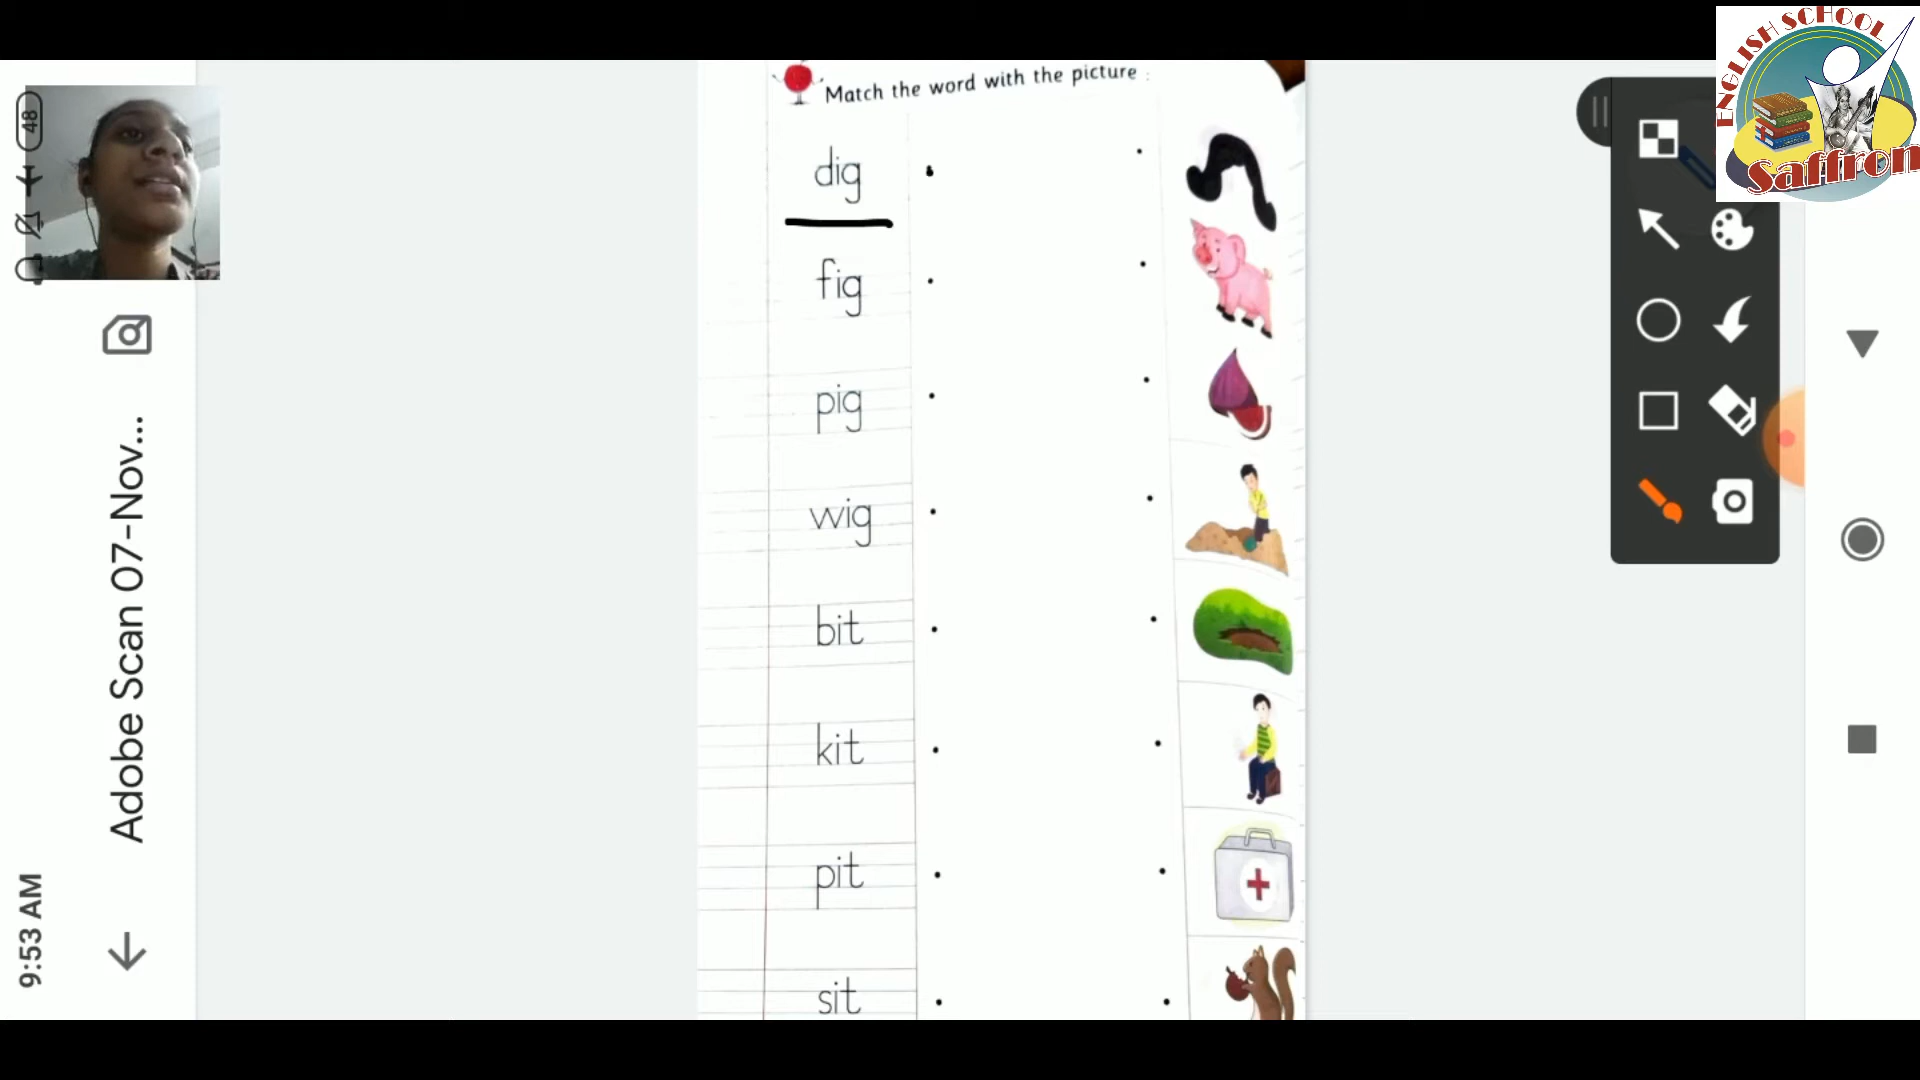 ENGLISH SCHOOL
Saffron
48
Adobe Scan 07-Nov...
9:53 AM
Match the word with the picture :
dig
fig
pig
wig
bit
kit
pit
sit